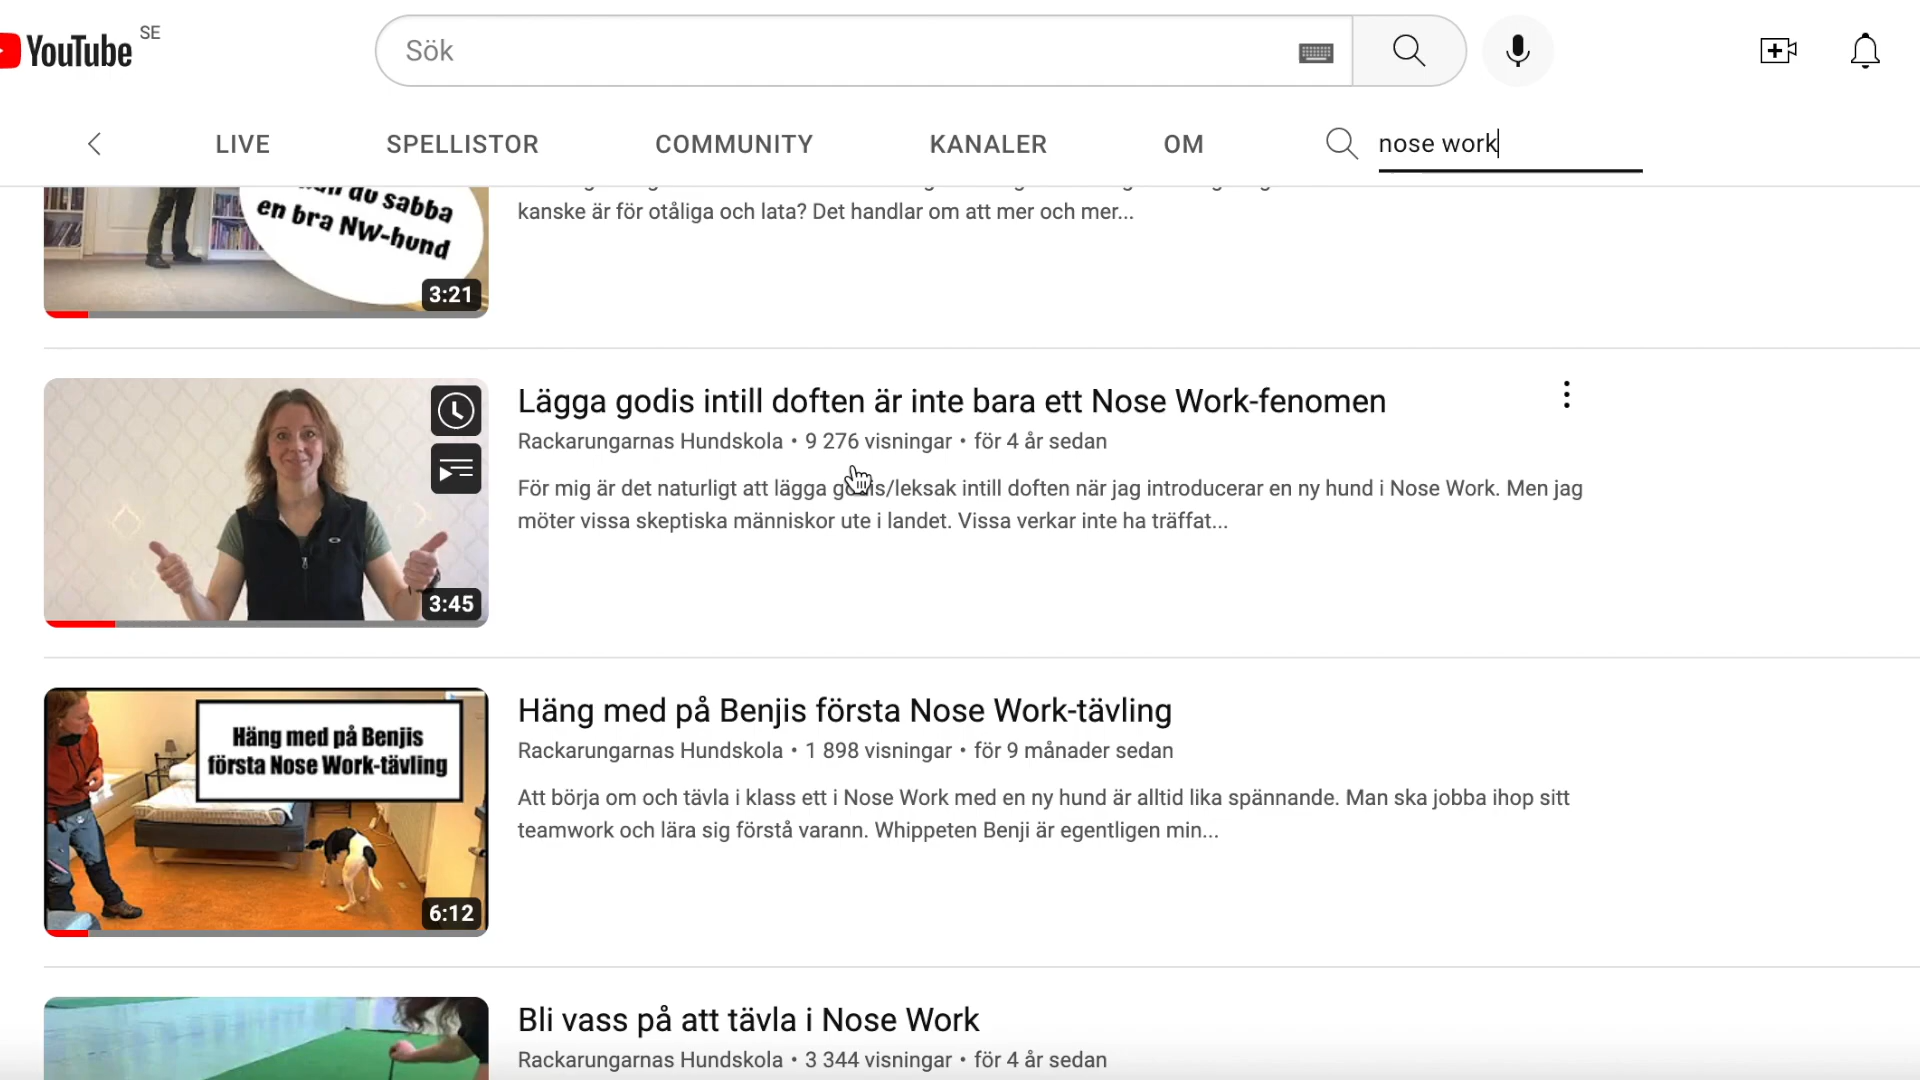 YouTube SE
Sök
LIVE
SPELLISTOR
COMMUNITY
KANALER
OM
nose work
du sabba
en bra NW-hund
3:21
kanske är för otåliga och lata? Det handlar om att mer och mer...
3:45
Lägga godis intill doften är inte bara ett Nose Work-fenomen
Rackarungarnas Hundskola • 9 276 visningar • för 4 år sedan
För mig är det naturligt att lägga godis/leksak intill doften när jag introducerar en ny hund i Nose Work. Men jag
möter vissa skeptiska människor ute i landet. Vissa verkar inte ha träffat...
Häng med på Benjis
första Nose Work-tävling
6:12
Häng med på Benjis första Nose Work-tävling
Rackarungarnas Hundskola • 1 898 visningar • för 9 månader sedan
Att börja om och tävla i klass ett i Nose Work med en ny hund är alltid lika spännande. Man ska jobba ihop sitt
teamwork och lära sig förstå varann. Whippeten Benji är egentligen min...
Bli vass på att tävla i Nose Work
Rackarungarnas Hundskola • 3 344 visningar • för 4 år sedan